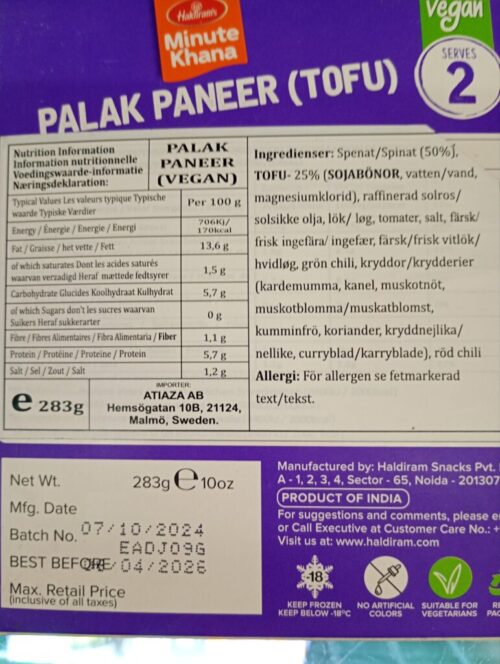 Haldiram's
Minute
Khana
Vegan
SERVES
2
PALAK PANEER (TOFU)
Nutrition Information
Information nutritionnelle
Voedingswaarde-informatie
Næringsdeklaration:
PALAK
PANEER
(VEGAN)
Typical Values Les valeurs typique Typische
waarde Typiske Værdier
Per 100 g
Energy / Énergie / Energie / Energi
706Kj/
170kcal
Fat / Graisse / het vette / Fett
13,6 g
of which saturates Dont les acides saturés
waarvan verzadigd Heraf mættede fedtsyrer
1,5 g
Carbohydrate Glucides Koolhydraat Kulhydrat
5,7 g
of which Sugars don't les sucres waarvan
Suikers Heraf sukkerarter
0 g
Fibre / Fibres Alimentaires / Fibra Alimentaria / Fiber
1,1 g
Protein / Protéine / Proteine / Protein
5,7 g
Salt / Sel / Zout / Salt
1,2 g
e 283g
IMPORTER:
ATIAZA AB
Hemsögatan 10B, 21124,
Malmö, Sweden.
Ingredienser: Spenat/Spinat (50%),
TOFU- 25% (SOJABÖNOR, vatten/vand,
magnesiumklorid), raffinerad solros/
solsikke olja, lök/ løg, tomater, salt, färsk/
frisk ingefära/ ingefær, färsk/frisk vitlök/
hvidløg, grön chili, kryddor/krydderier
(kardemumma, kanel, muskotnöt,
muskotblomma/muskatblomst,
kumminfrö, koriander, kryddnejlika/
nellike, curryblad/karryblade), röd chili
Allergi: För allergen se fetmarkerad
text/tekst.
Net Wt. 283g e 10oz
Mfg. Date
07/10/2024
Batch No.
EADJ09G
BEST BEFORE 06/04/2026
Max. Retail Price
(inclusive of all taxes)
Manufactured by: Haldiram Snacks Pvt.
A - 1, 2, 3, 4, Sector - 65, Noida - 201307
PRODUCT OF INDIA
For suggestions and comments, please
or Call Executive at Customer Care No.: +
Visit us at: www.haldiram.com
-18
KEEP FROZEN
KEEP BELOW -18°C
NO ARTIFICIAL
COLORS
SUITABLE FOR
VEGETARIANS